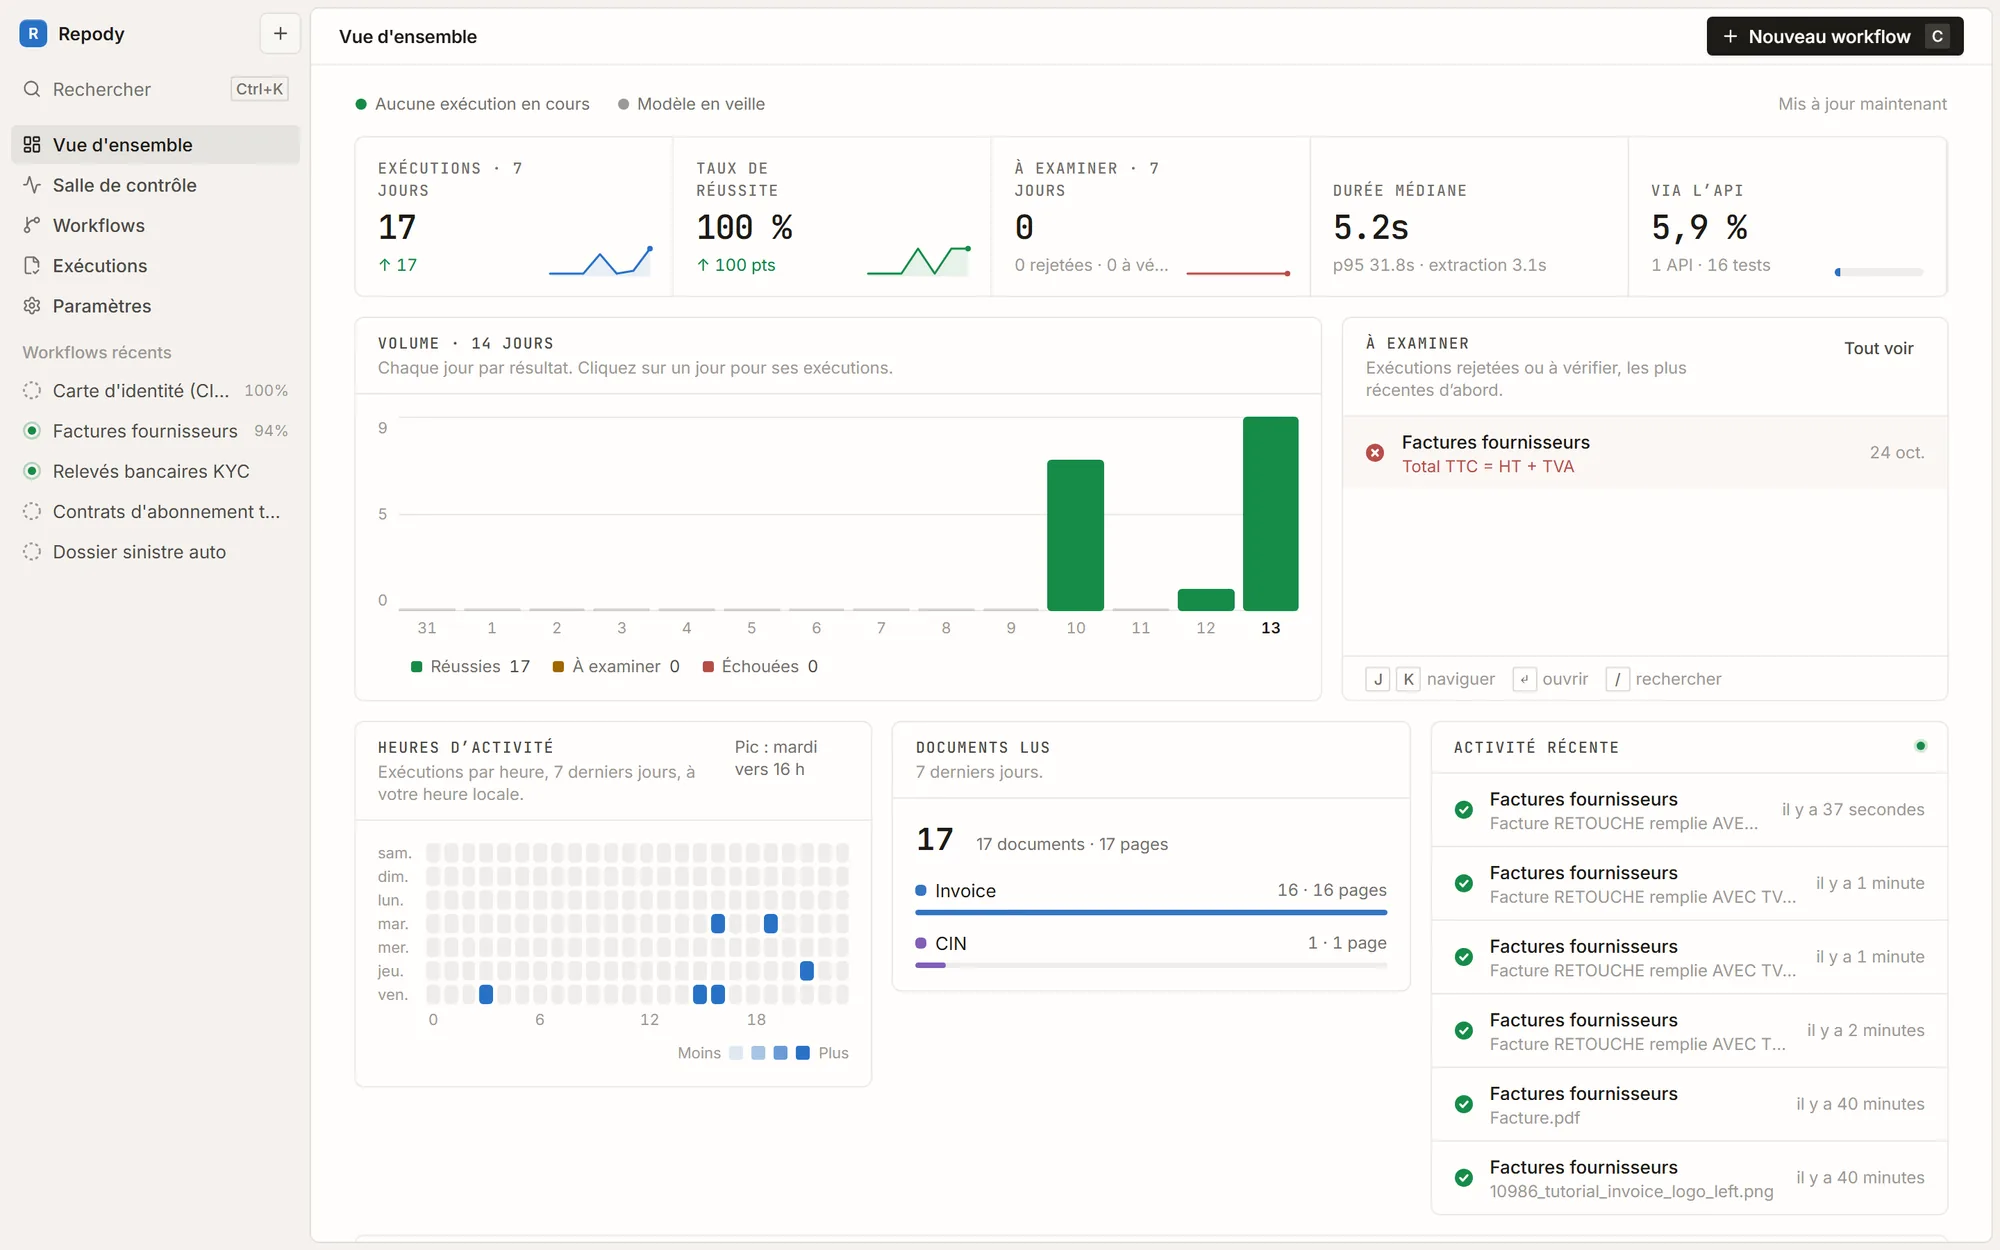 R Repody +
Rechercher Ctrl+K
Vue d'ensemble
Salle de contrôle
Workflows
Exécutions
Paramètres
Workflows récents
Carte d'identité (CI... 100%
Factures fournisseurs 94%
Relevés bancaires KYC
Contrats d'abonnement t...
Dossier sinistre auto
Vue d'ensemble
+ Nouveau workflow C
Aucune exécution en cours
Modèle en veille
Mis à jour maintenant
EXÉCUTIONS · 7
JOURS
17
↑ 17
TAUX DE
RÉUSSITE
100 %
↑ 100 pts
À EXAMINER · 7
JOURS
0
0 rejetées · 0 à vé...
DURÉE MÉDIANE
5.2s
p95 31.8s · extraction 3.1s
VIA L’API
5,9 %
1 API · 16 tests
VOLUME · 14 JOURS
Chaque jour par résultat. Cliquez sur un jour pour ses exécutions.
9
5
0
31 1 2 3 4 5 6 7 8 9 10 11 12 13
Réussies 17 À examiner 0 Échouées 0
À EXAMINER
Tout voir
Exécutions rejetées ou à vérifier, les plus
récentes d’abord.
Factures fournisseurs
Total TTC = HT + TVA
24 oct.
J K naviguer ↵ ouvrir / rechercher
HEURES D’ACTIVITÉ
Exécutions par heure, 7 derniers jours, à
votre heure locale.
Pic : mardi
vers 16 h
sam.
dim.
lun.
mar.
mer.
jeu.
ven.
0 6 12 18
Moins Plus
DOCUMENTS LUS
7 derniers jours.
17 17 documents · 17 pages
Invoice 16 · 16 pages
CIN 1 · 1 page
ACTIVITÉ RÉCENTE
Factures fournisseurs
Facture RETOUCHE remplie AVE...
il y a 37 secondes
Factures fournisseurs
Facture RETOUCHE remplie AVEC TV...
il y a 1 minute
Factures fournisseurs
Facture RETOUCHE remplie AVEC TV...
il y a 1 minute
Factures fournisseurs
Facture RETOUCHE remplie AVEC T...
il y a 2 minutes
Factures fournisseurs
Facture.pdf
il y a 40 minutes
Factures fournisseurs
10986_tutorial_invoice_logo_left.png
il y a 40 minutes